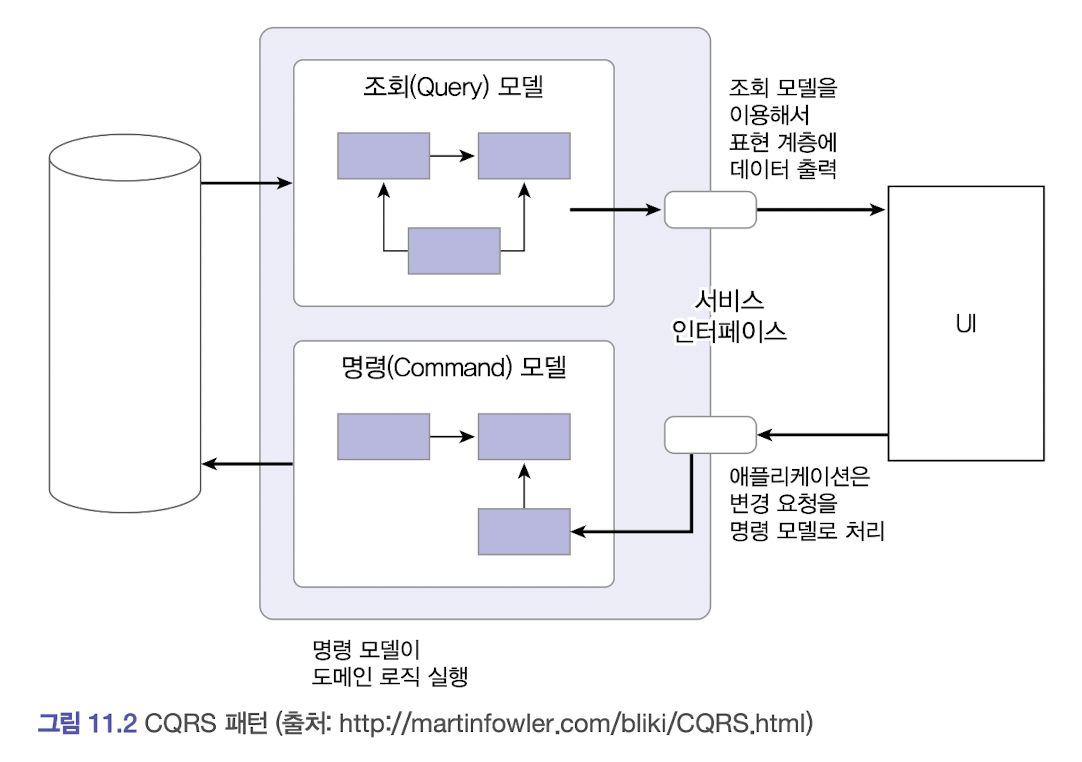 조회(Query) 모델
조회 모델을
이용해서
표현 계층에
데이터 출력
서비스
인터페이스
UI
명령(Command) 모델
애플리케이션은
변경 요청을
명령 모델로 처리
명령 모델이
도메인 로직 실행
그림 11.2 CQRS 패턴 (출처: http://martinfowler.com/bliki/CQRS.html)